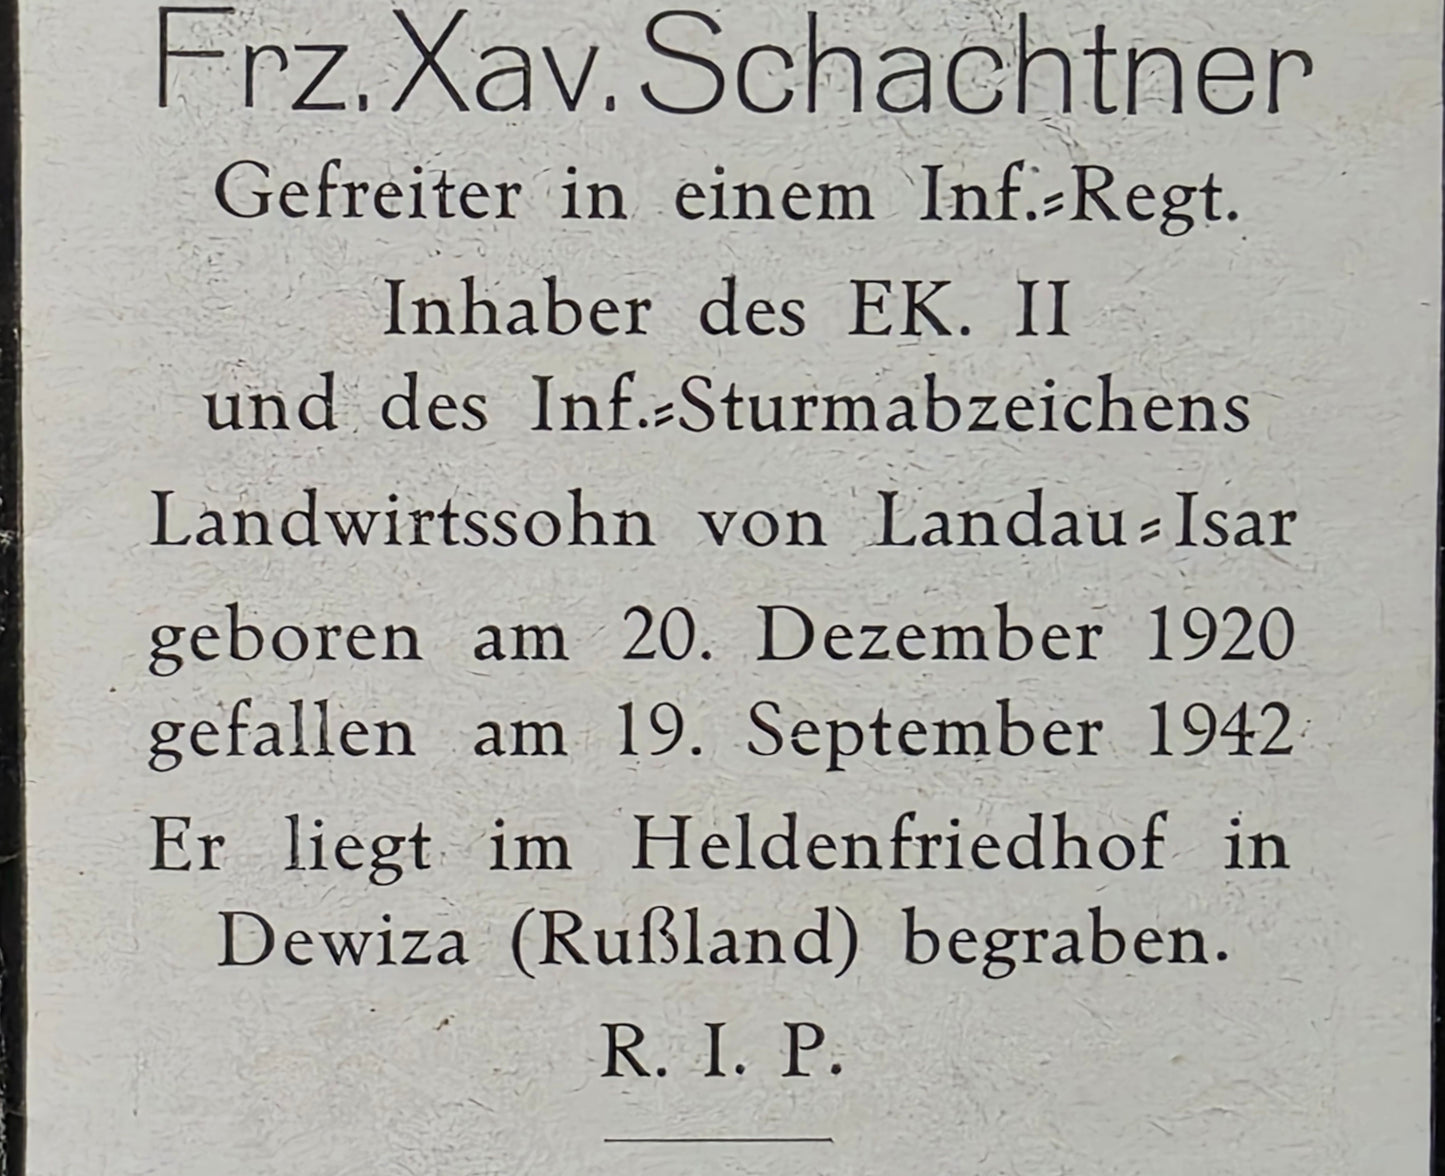 Frz. Xav. Schachtner
Gefreiter in einem Inf.-Regt.
Inhaber des EK. II
und des Inf.-Sturmabzeichens
Landwirtssohn von Landau-Isar
geboren am 20. Dezember 1920
gefallen am 19. September 1942
Er liegt im Heldenfriedhof in
Dewiza (Rußland) begraben.
R. I. P.